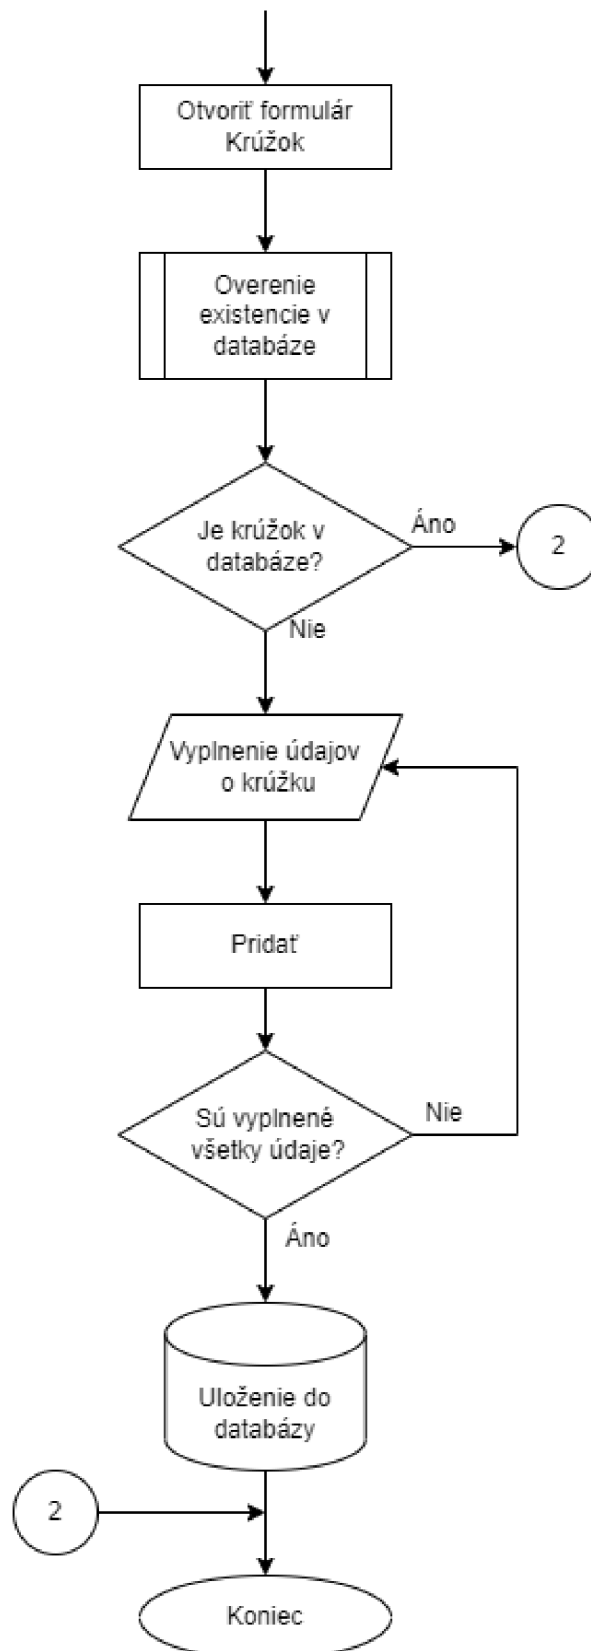 Otvoriť formulár
Krúžok
Overenie
existencie v
databáze
Je krúžok v
databáze?
Áno
2
Nie
Vyplnenie údajov
o krúžku
Pridať
Sú vyplnené
všetky údaje?
Nie
Áno
Uloženie do
databázy
2
Koniec